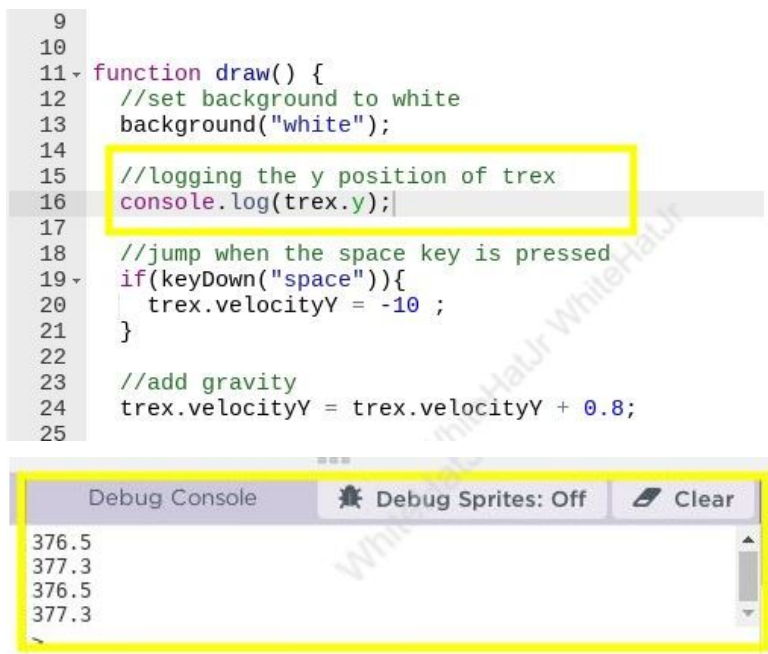 9
10
11 function draw() {
12 //set background to white
13 background("white");
14
15 //logging the y position of trex
16 console.log(trex.y);
17
18 //jump when the space key is pressed
19 if(keyDown("space")){
20 trex.velocityY = -10 ;
21 }
22
23 //add gravity
24 trex.velocityY = trex.velocityY + 0.8;
25
WhiteHatJr WhiteHatJr
Debug Console Debug Sprites: Off Clear
376.5
377.3
376.5
377.3
>